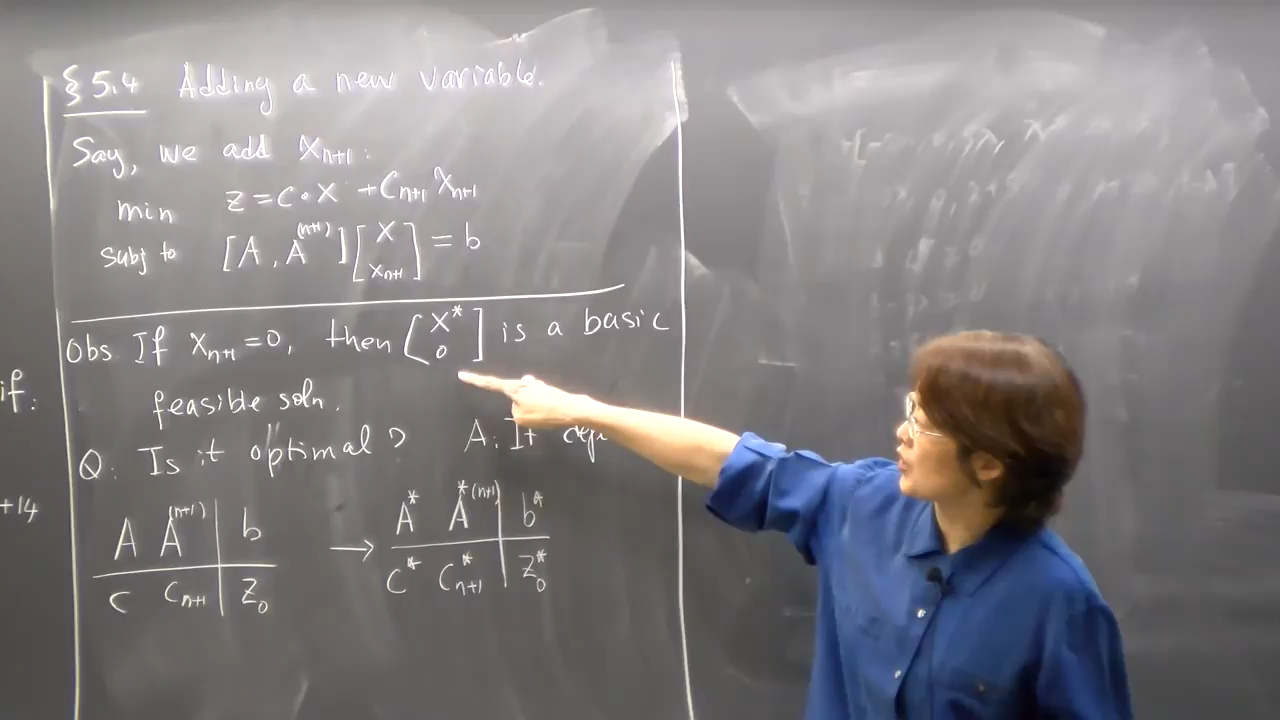 §5.4 Adding a new variable.
Say, we add x_{n+1}:
min z = c·x + c_{n+1} x_{n+1}
subj to [A, A^{(n+1)}] [x x_{n+1}] = b
Obs If x_{n+1} = 0, then [x* 0] is a basic
feasible soln.
Q: Is it optimal? A: It
A A^{(n+1)} | b → A* A*^{(n+1)} | b*
c c_{n+1} | z_0 c* c*_{n+1} | z_0*
if:
+14